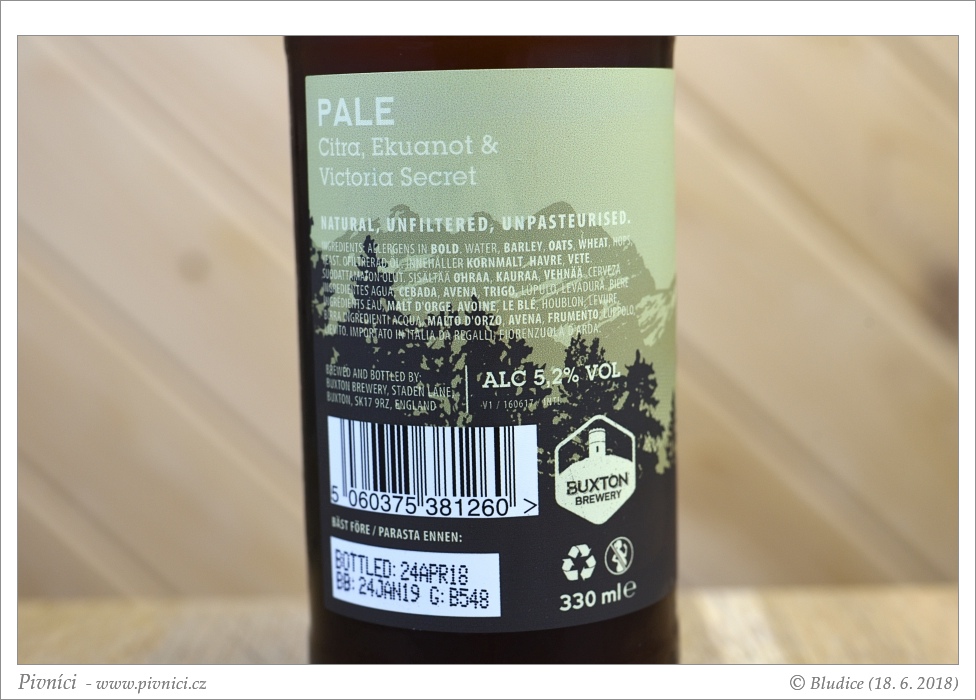 PALE
Citra, Ekuanot &
Victoria Secret
NATURAL, UNFILTERED, UNPASTEURISED.
INGREDIENTS: ALLERGENS IN BOLD. WATER, BARLEY, OATS, WHEAT, HOPS,
YEAST. OFILTRERAD ÖL, INNEHÅLLER KORNMALT, HAVRE, VETE.
SUODATTAMATON OLUT, SISÄLTÄÄ OHRAA, KAURAA, VEHNÄÄ. CERVEZA
INGREDIENTES AGUA, CEBADA, AVENA, TRIGO, LÚPULO, LEVADURA. BIÈRE
INGRÉDIENTS EAU, MALT D'ORGE, AVOINE, LE BLÉ, HOUBLON, LEVURE.
BIRRA INGREDIENTI ACQUA, MALTO D'ORZO, AVENA, FRUMENTO, LUPPOLO,
LIEVITO. IMPORTATO IN ITALIA DA REGALLI, FIORENZUOLA D'ARDA.
BREWED AND BOTTLED BY:
BUXTON BREWERY, STADEN LANE,
BUXTON, SK17 9RZ, ENGLAND
ALC 5,2% VOL
V1 / 160617 - INTL
5 060375 381260 >
BUXTON
BREWERY
BÄST FÖRE / PARASTA ENNEN:
BOTTLED: 24APR18
BB: 24JAN19 G: B548
330 ml e
Pivníci - www.pivnici.cz
© Bludice (18. 6. 2018)